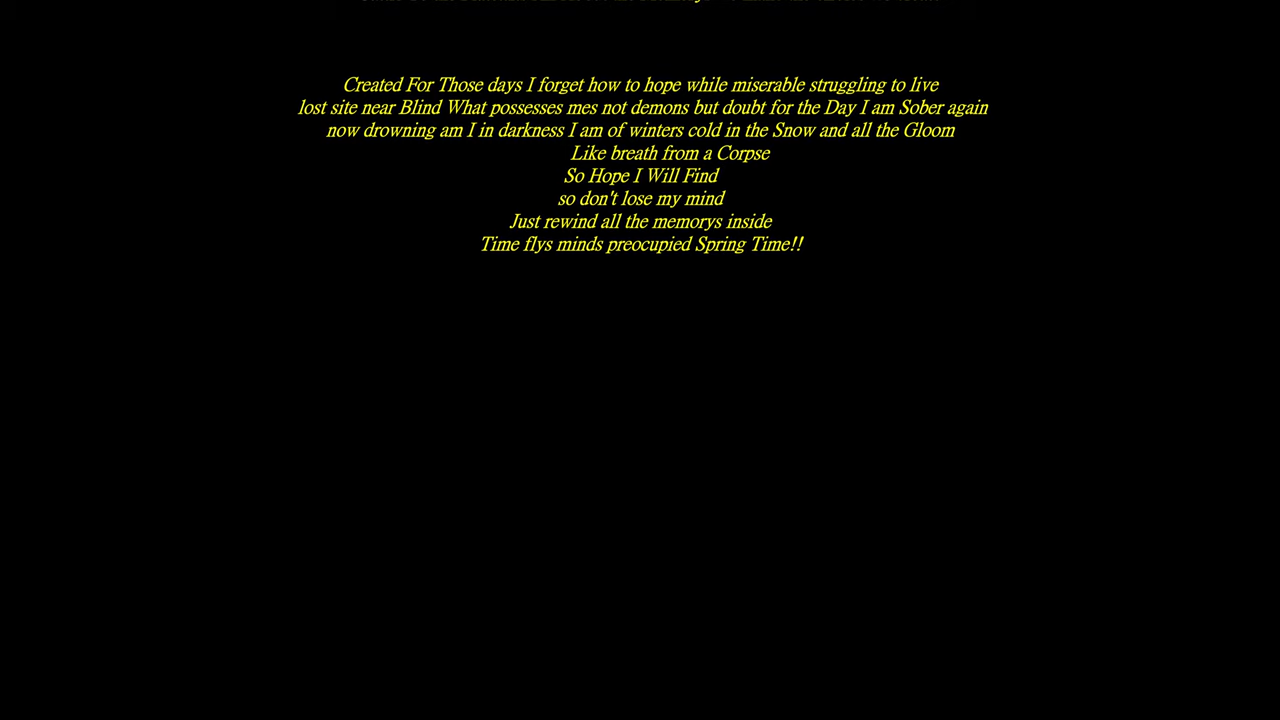 Created For Those days I forget how to hope while miserable struggling to live
lost site near Blind What possesses mes not demons but doubt for the Day I am Sober again
now drowning am I in darkness I am of winters cold in the Snow and all the Gloom
Like breath from a Corpse
So Hope I Will Find
so don't lose my mind
Just rewind all the memorys inside
Time flys minds preocupied Spring Time!!